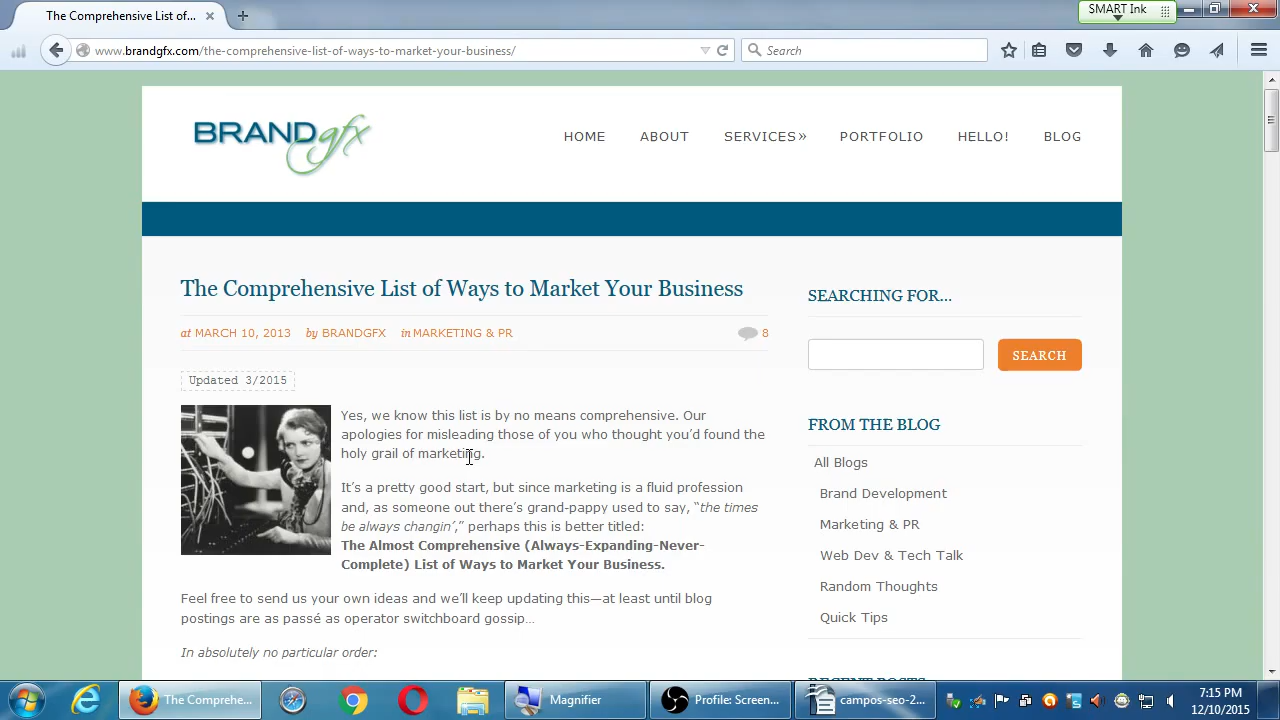 The Comprehensive List of...
SMART Ink
www.brandgfx.com/the-comprehensive-list-of-ways-to-market-your-business/
Search
BRANDgfx
HOME ABOUT SERVICES» PORTFOLIO HELLO! BLOG
The Comprehensive List of Ways to Market Your Business
at MARCH 10, 2013 by BRANDGFX in MARKETING & PR 8
Updated 3/2015
Yes, we know this list is by no means comprehensive. Our
apologies for misleading those of you who thought you'd found the
holy grail of marketing.
It's a pretty good start, but since marketing is a fluid profession
and, as someone out there's grand-pappy used to say, "the times
be always changin'," perhaps this is better titled:
The Almost Comprehensive (Always-Expanding-Never-
Complete) List of Ways to Market Your Business.
Feel free to send us your own ideas and we'll keep updating this—at least until blog
postings are as passé as operator switchboard gossip…
In absolutely no particular order:
SEARCHING FOR...
SEARCH
FROM THE BLOG
All Blogs
Brand Development
Marketing & PR
Web Dev & Tech Talk
Random Thoughts
Quick Tips
RECENT POSTS
The Comprehe...
Magnifier
Profile: Screen...
campos-seo-2...
7:15 PM
12/10/2015